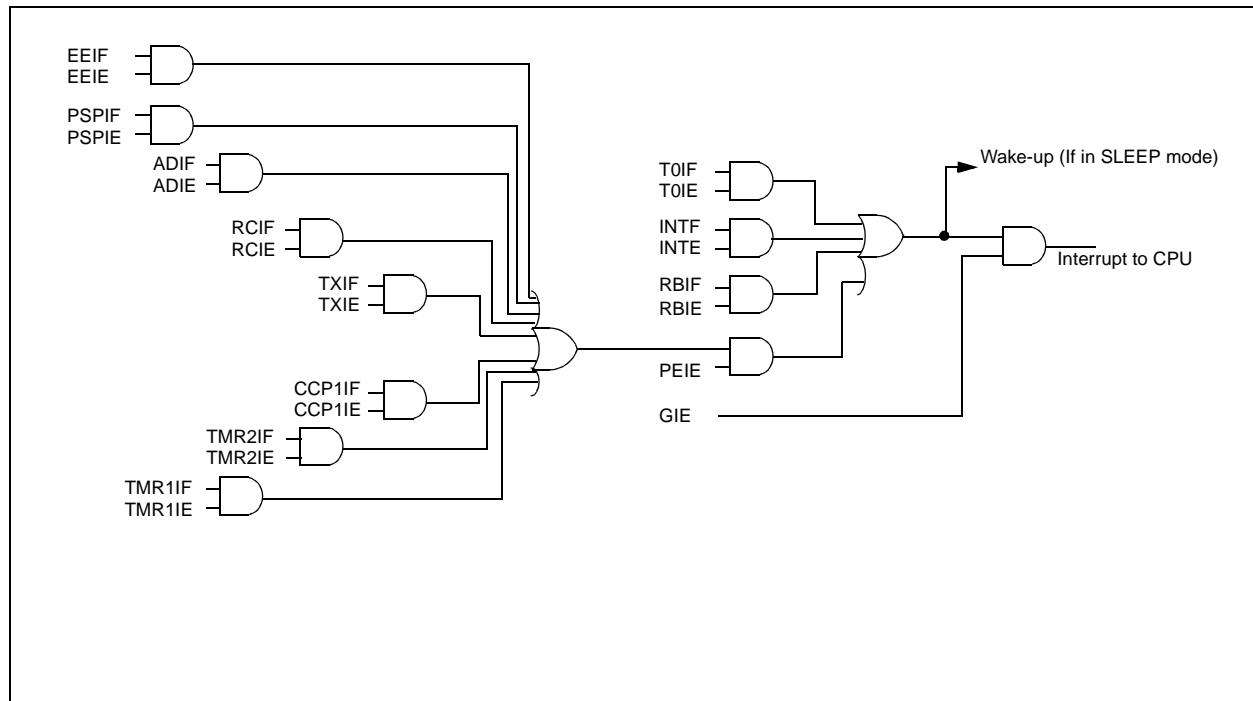 EEIF
EEIE
PSPIF
PSPIE
ADIF
ADIE
RCIF
RCIE
TXIF
TXIE
CCP1IF
CCP1IE
TMR2IF
TMR2IE
TMR1IF
TMR1IE
T0IF
T0IE
INTF
INTE
RBIF
RBIE
PEIE
GIE
Wake-up (If in SLEEP mode)
Interrupt to CPU